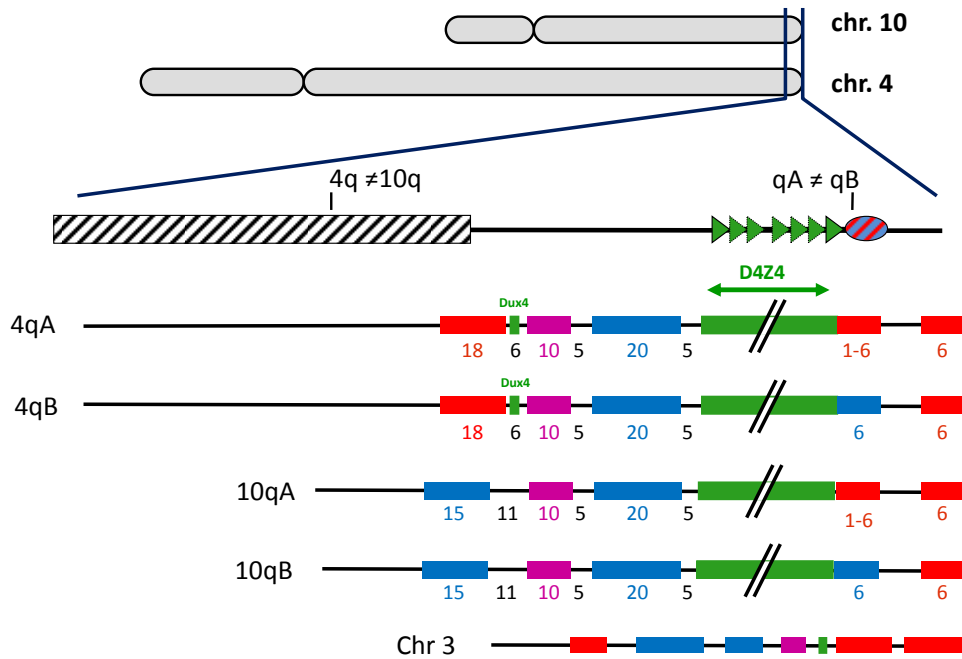 chr. 10
chr. 4
4q ≠10q
qA ≠ qB
D4Z4
Dux4
4qA
18 6 10 5 20 5 1-6 6
Dux4
4qB
18 6 10 5 20 5 6 6
10qA
15 11 10 5 20 5 1-6 6
10qB
15 11 10 5 20 5 6 6
Chr 3